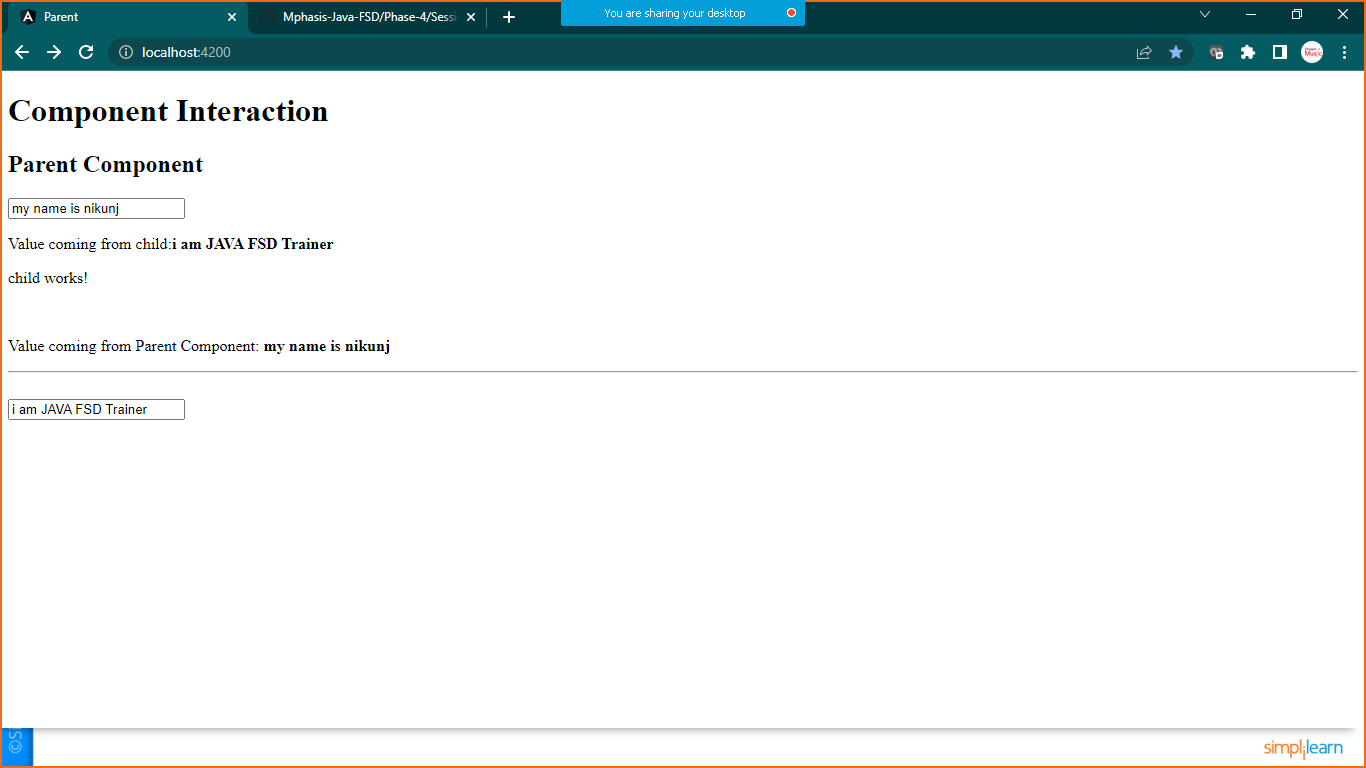 You are sharing your desktop
Parent
Mphasis-Java-FSD/Phase-4/Sessi
localhost:4200
Component Interaction
Parent Component
my name is nikunj
Value coming from child:i am JAVA FSD Trainer
child works!
Value coming from Parent Component: my name is nikunj
i am JAVA FSD Trainer
simplilearn